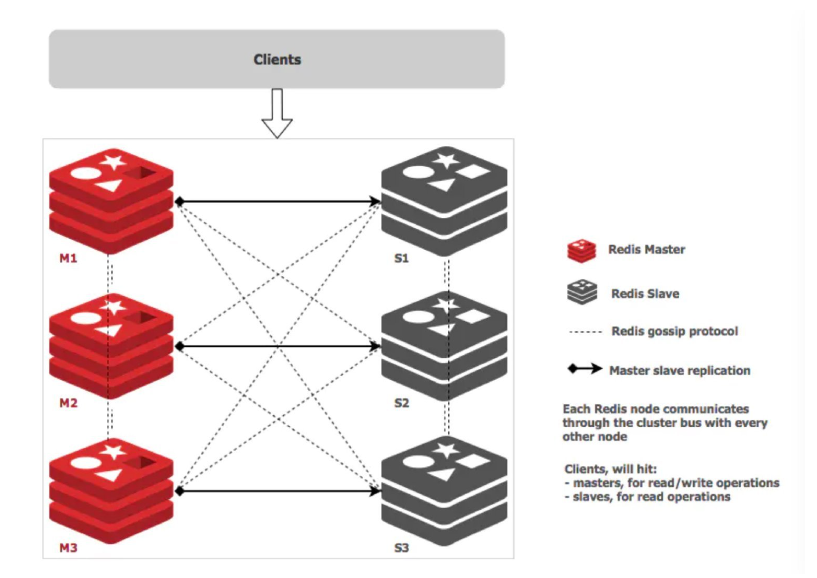 Clients
M1
S1
M2
S2
M3
S3
Redis Master
Redis Slave
Redis gossip protocol
Master slave replication
Each Redis node communicates
through the cluster bus with every
other node
Clients, will hit:
- masters, for read/write operations
- slaves, for read operations